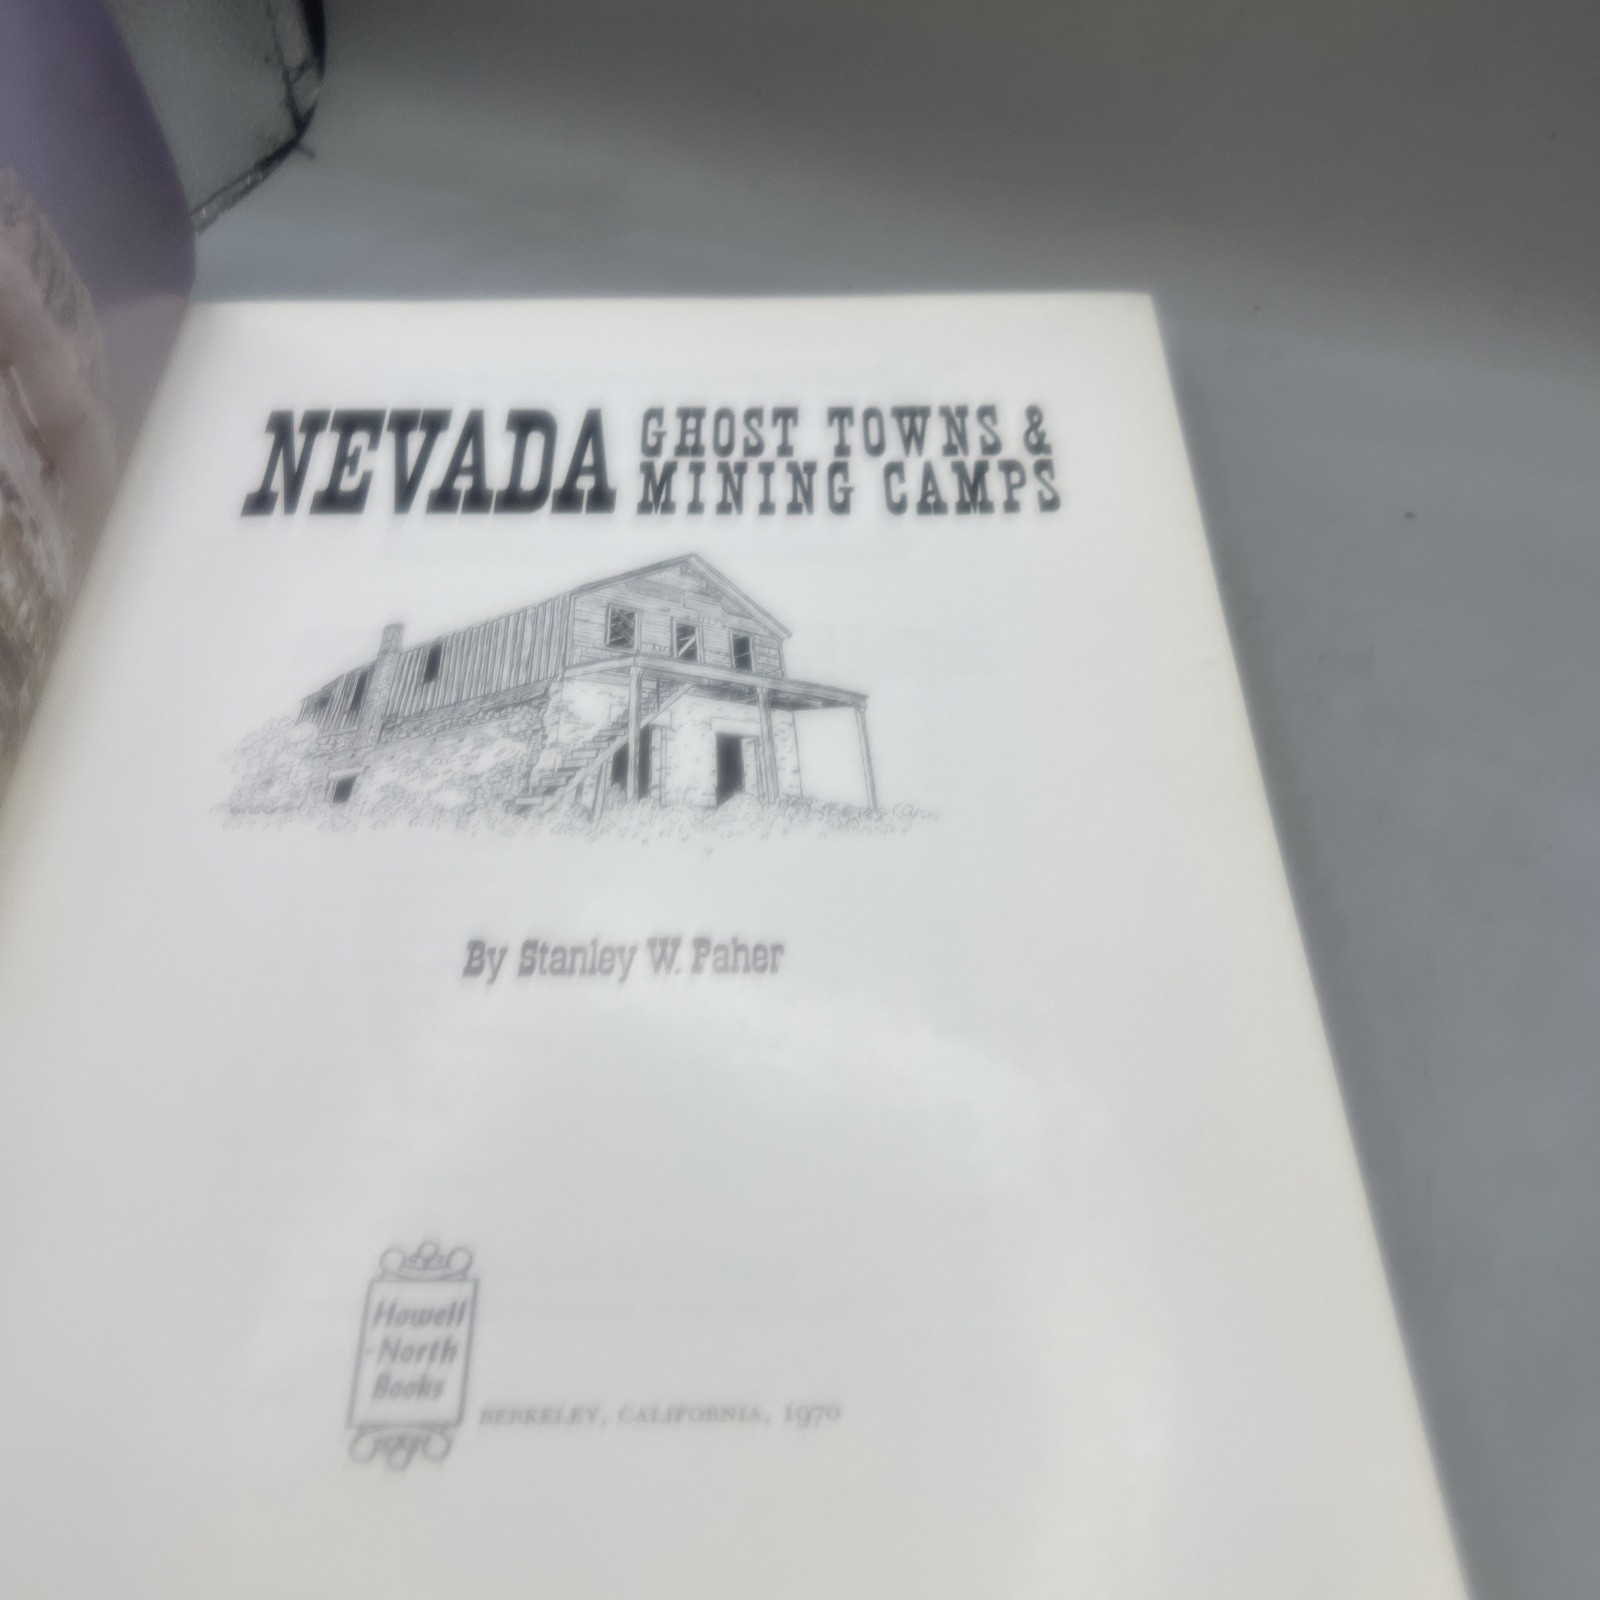 NEVADA GHOST TOWNS &
MINING CAMPS
By Stanley W. Paher
Howell
-North
Books
BERKELEY, CALIFORNIA, 1970